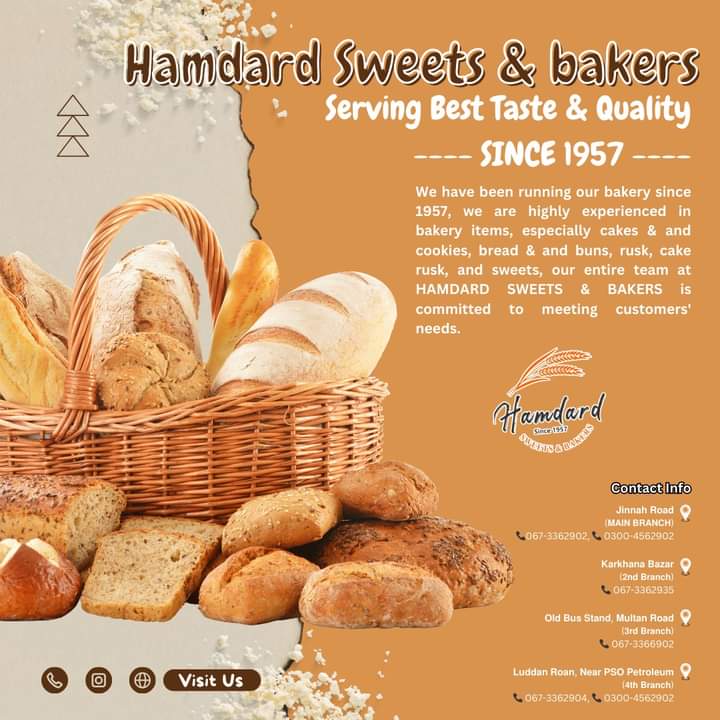 Hamdard Sweets & bakers
Serving Best Taste & Quality
---- SINCE 1957 ----
We have been running our bakery since
1957, we are highly experienced in
bakery items, especially cakes & and
cookies, bread & and buns, rusk, cake
rusk, and sweets, our entire team at
HAMDARD SWEETS & BAKERS is
committed to meeting customers'
needs.
Hamdard
Since 1957
SWEETS & BAKERS
Contact Info
Jinnah Road
(MAIN BRANCH)
067-3362902, 0300-4562902
Karkhana Bazar
(2nd Branch)
067-3362935
Old Bus Stand, Multan Road
(3rd Branch)
067-3366902
Luddan Roan, Near PSO Petroleum
(4th Branch)
067-3362904, 0300-4562902
Visit Us